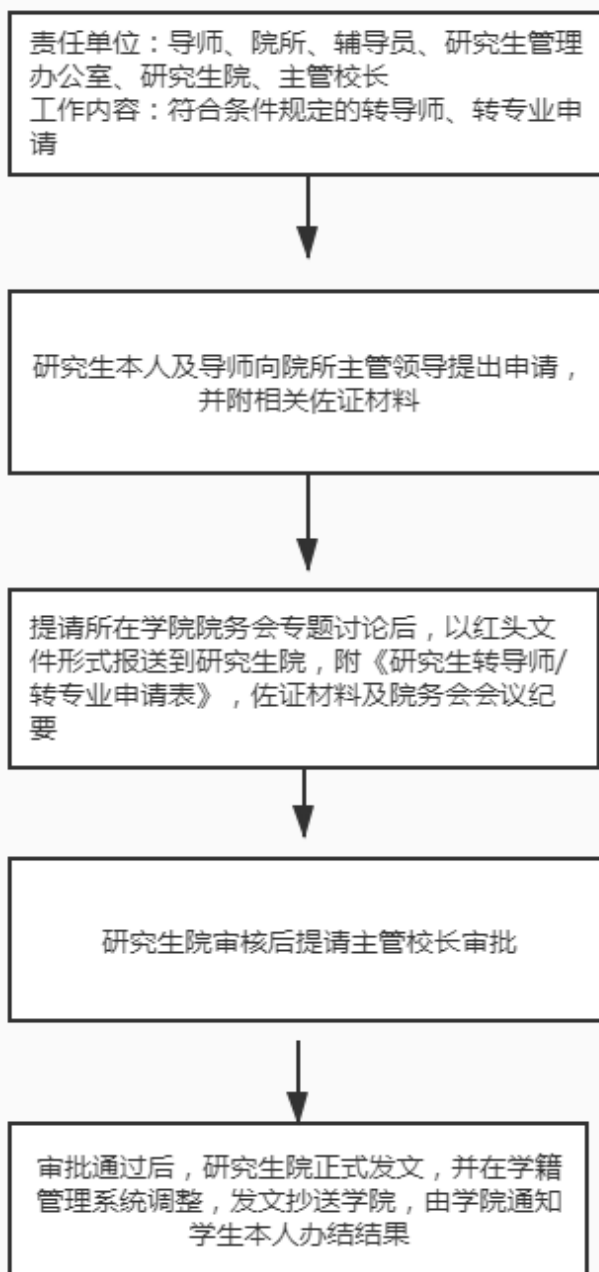 责任单位：导师、院所、辅导员、研究生管理
办公室、研究生院、主管校长
工作内容：符合条件规定的转导师、转专业申
请
研究生本人及导师向院所主管领导提出申请，
并附相关佐证材料
提请所在学院院务会专题讨论后，以红头文
件形式报送到研究生院，附《研究生转导师/
转专业申请表》，佐证材料及院务会会议纪
要
研究生院审核后提请主管校长审批
审批通过后，研究生院正式发文，并在学籍
管理系统调整，发文抄送学院，由学院通知
学生本人办结结果